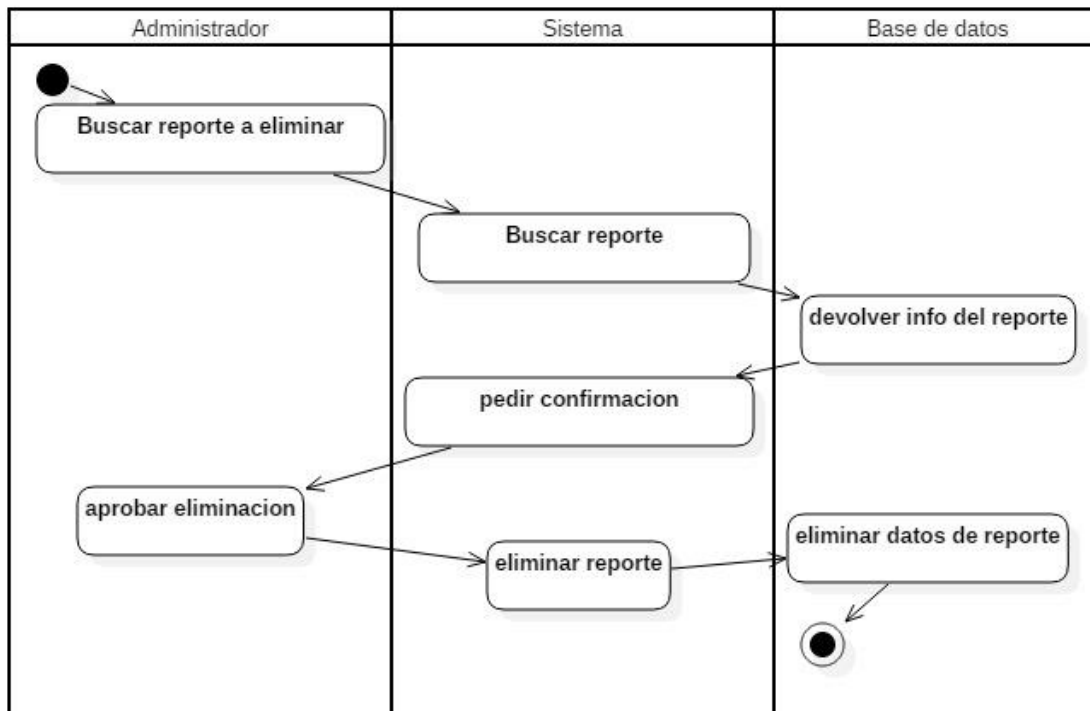 Administrador
Sistema
Base de datos
Buscar reporte a eliminar
Buscar reporte
devolver info del reporte
pedir confirmacion
aprobar eliminacion
eliminar reporte
eliminar datos de reporte